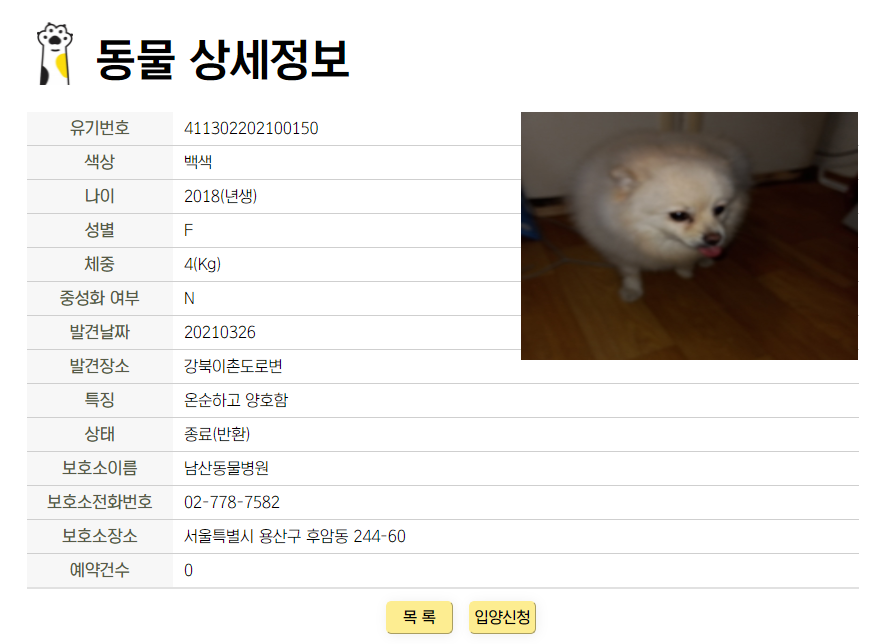 동물 상세정보
유기번호 411302202100150
색상 백색
나이 2018(년생)
성별 F
체중 4(Kg)
중성화 여부 N
발견날짜 20210326
발견장소 강북이촌도로변
특징 온순하고 양호함
상태 종료(반환)
보호소이름 남산동물병원
보호소전화번호 02-778-7582
보호소장소 서울특별시 용산구 후암동 244-60
예약건수 0
목 록 입양신청